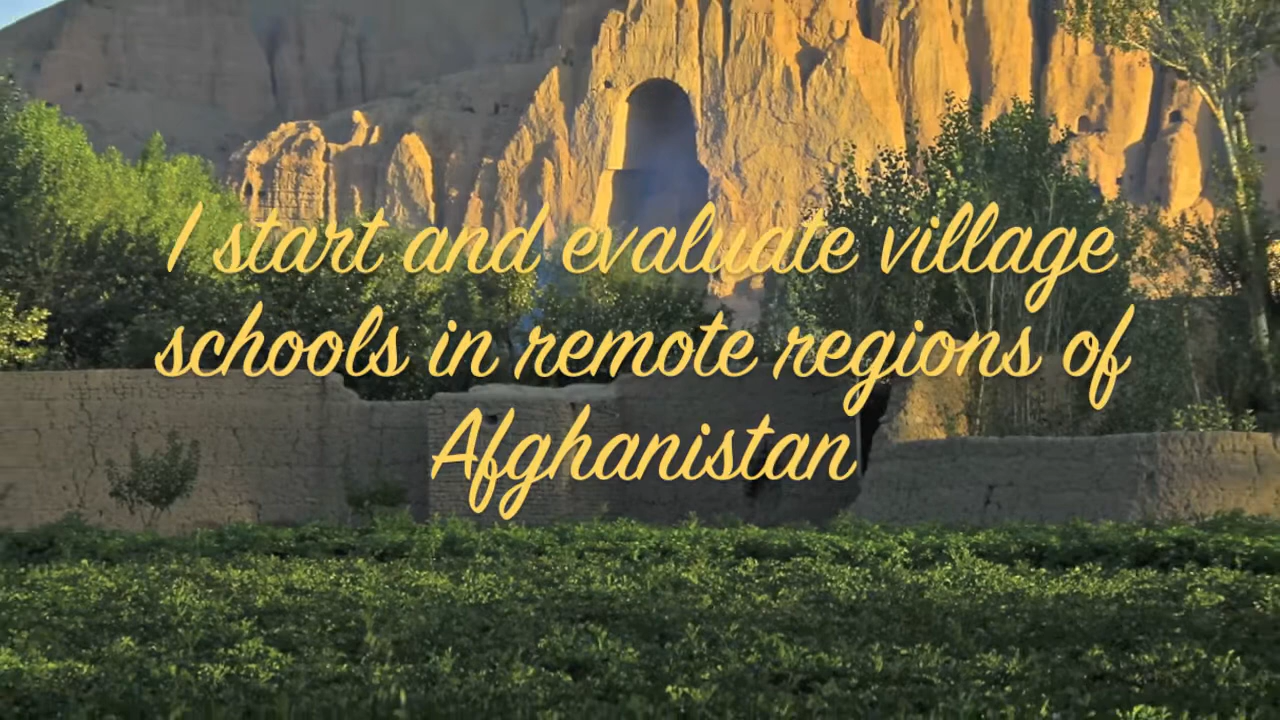 I start and evaluate village
schools in remote regions of
Afghanistan